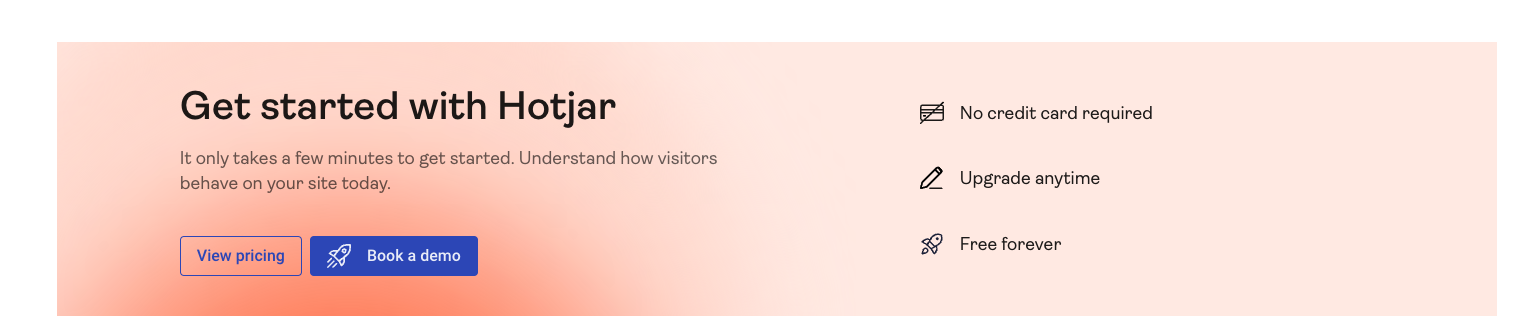 Get started with Hotjar
It only takes a few minutes to get started. Understand how visitors
behave on your site today.
View pricing
Book a demo
No credit card required
Upgrade anytime
Free forever